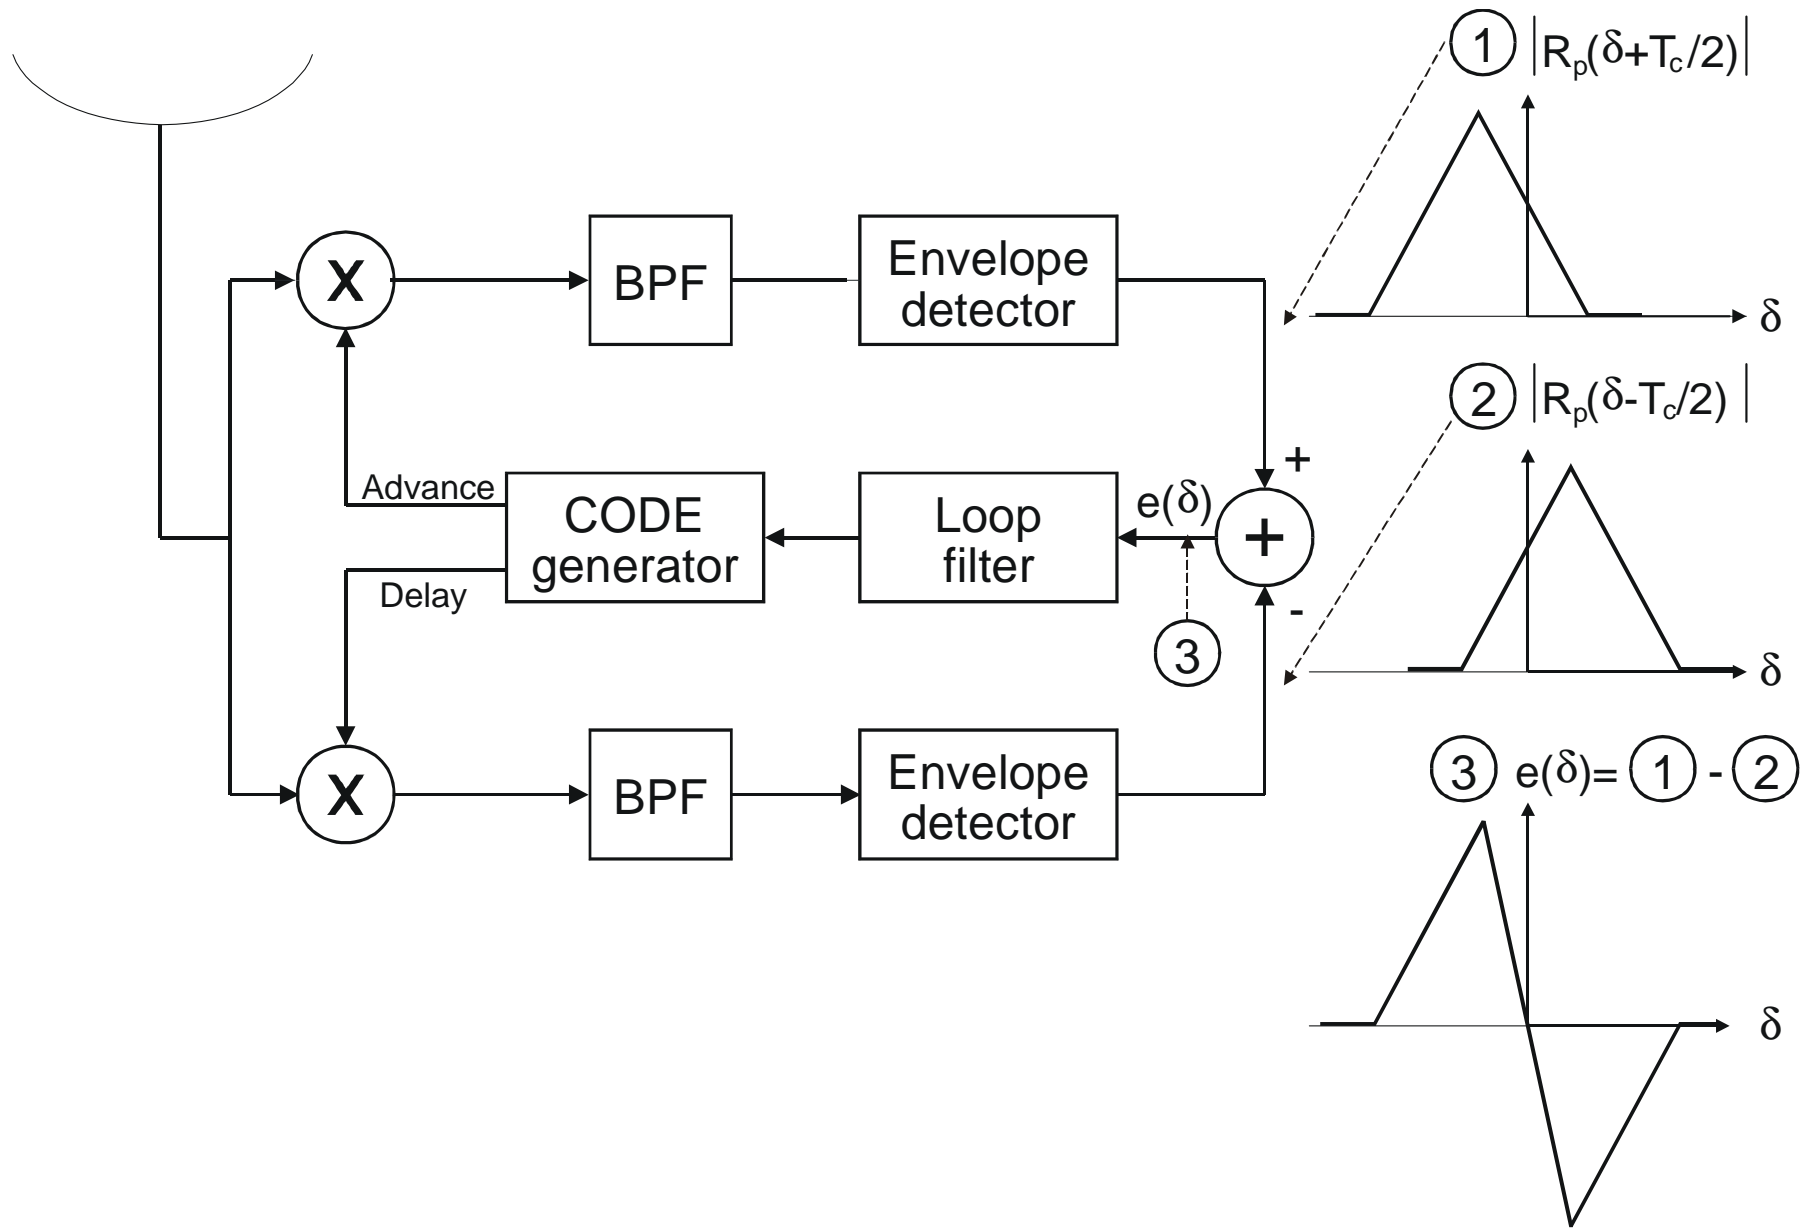 1 |Rp(δ+Tc/2)|
X
BPF
Envelope
detector
δ
2 |Rp(δ-Tc/2) |
+
Advance
CODE
generator
Loop
filter
e(δ)
+
-
Delay
3
δ
X
BPF
Envelope
detector
3 e(δ)= 1 - 2
δ